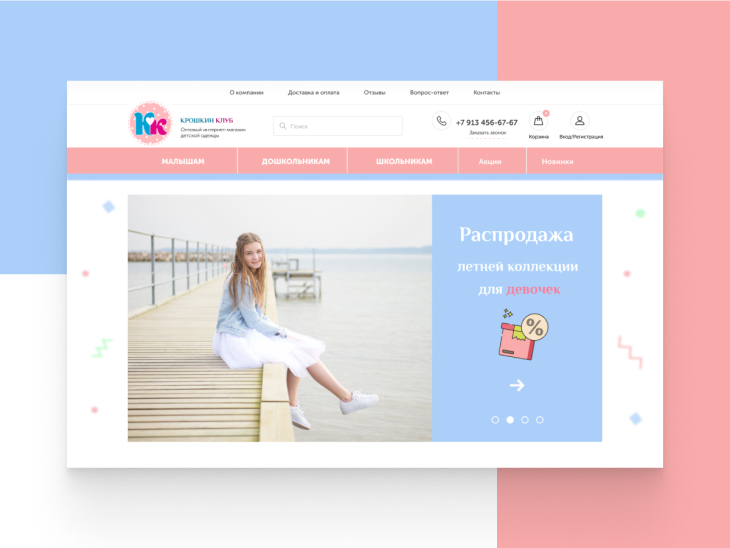 О компании
Доставка и оплата
Отзывы
Вопрос-ответ
Контакты
Кк
КРОШКИН КЛУБ
Оптовый интернет-магазин
детской одежды
Поиск
+7 913 456-67-67
Заказать звонок
Корзина
Вход/Регистрация
МАЛЫШАМ
ДОШКОЛЬНИКАМ
ШКОЛЬНИКАМ
Акции
Новинки
Распродажа
летней коллекции
для девочек
%